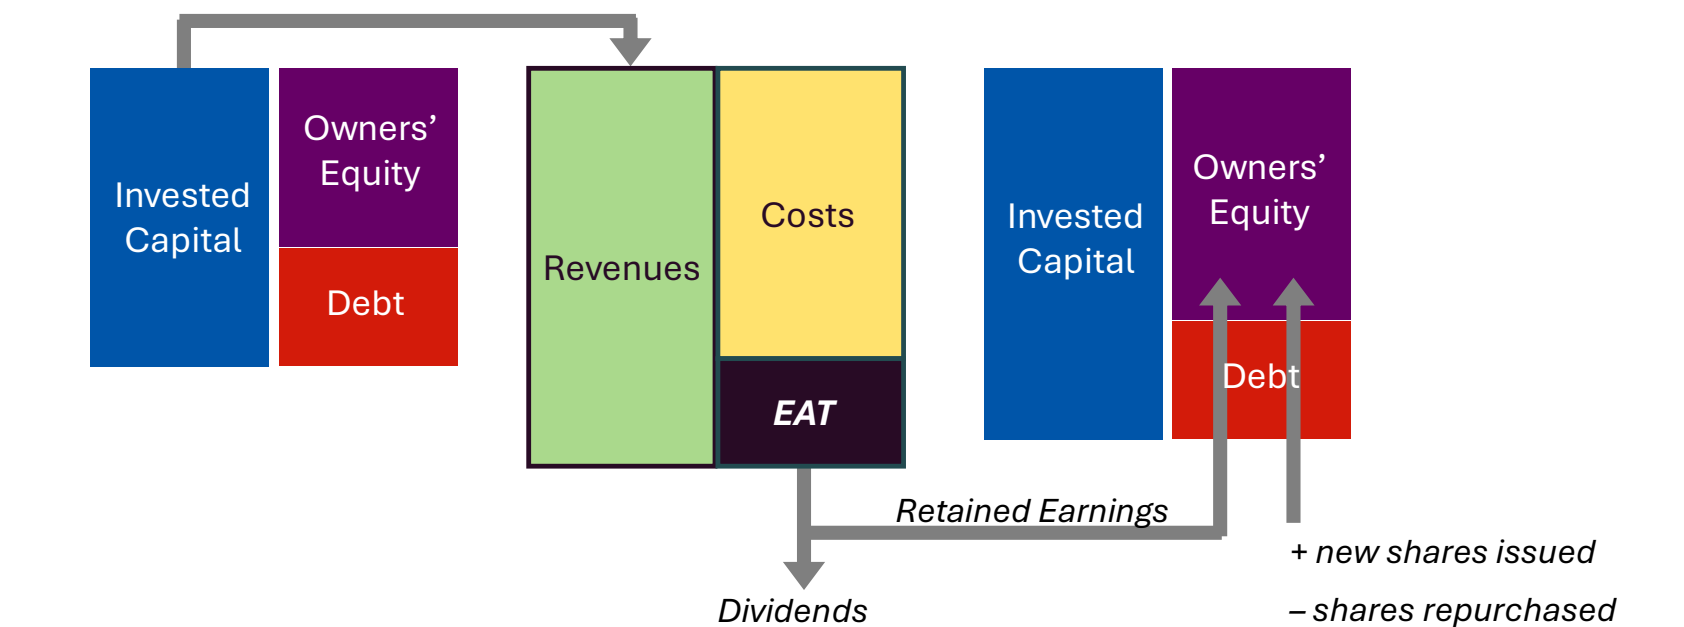 Invested
Capital
Owners’
Equity
Debt
Revenues
Costs
EAT
Invested
Capital
Owners’
Equity
Debt
Retained Earnings
Dividends
+ new shares issued
– shares repurchased